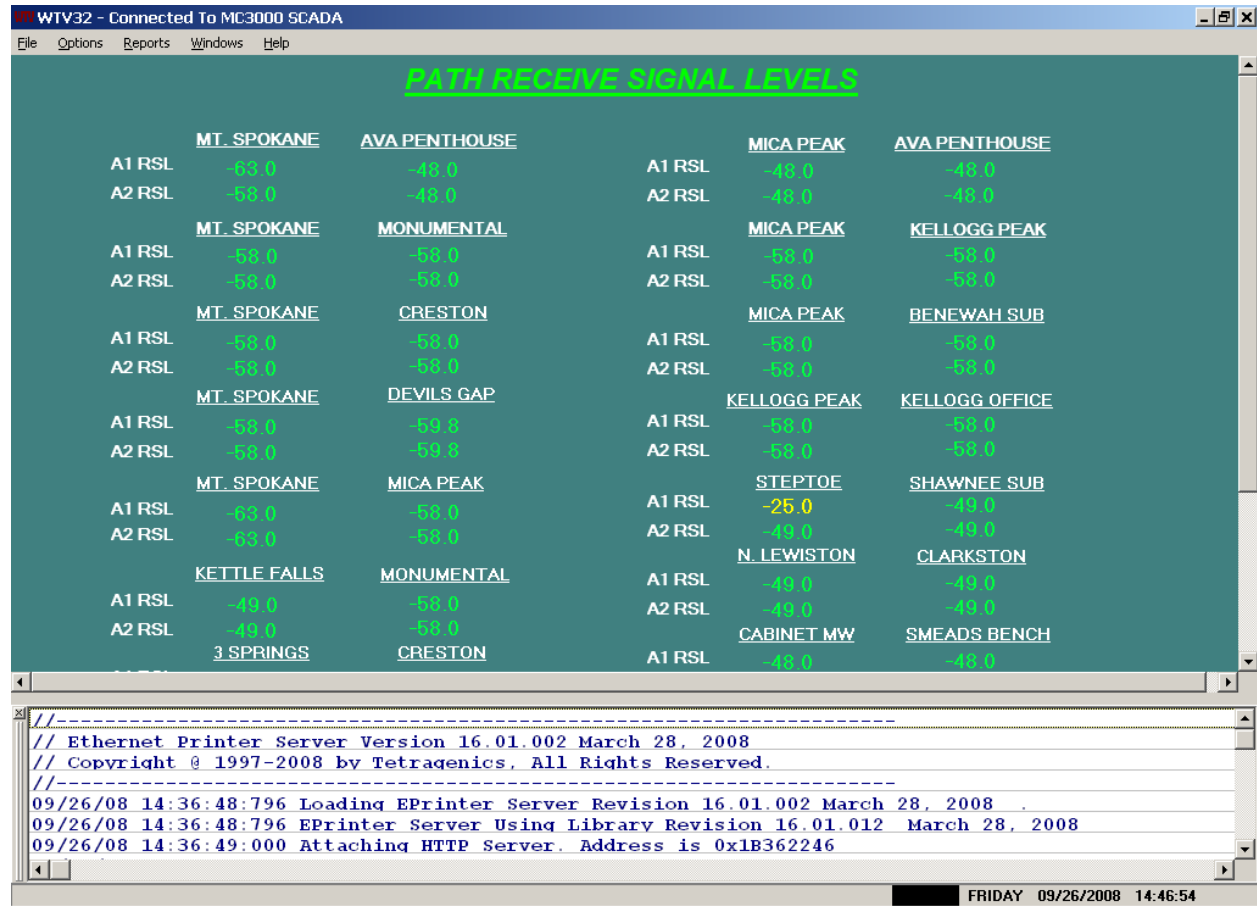 WTV32 - Connected To MC3000 SCADA
File Options Reports Windows Help
PATH RECEIVE SIGNAL LEVELS
MT. SPOKANE AVA PENTHOUSE
A1 RSL -63.0 -48.0
A2 RSL -58.0 -48.0
MT. SPOKANE MONUMENTAL
A1 RSL -58.0 -58.0
A2 RSL -58.0 -58.0
MT. SPOKANE CRESTON
A1 RSL -58.0 -58.0
A2 RSL -58.0 -58.0
MT. SPOKANE DEVILS GAP
A1 RSL -58.0 -59.8
A2 RSL -58.0 -59.8
MT. SPOKANE MICA PEAK
A1 RSL -63.0 -58.0
A2 RSL -63.0 -58.0
KETTLE FALLS MONUMENTAL
A1 RSL -49.0 -58.0
A2 RSL -49.0 -58.0
3 SPRINGS CRESTON
MICA PEAK AVA PENTHOUSE
A1 RSL -48.0 -48.0
A2 RSL -48.0 -48.0
MICA PEAK KELLOGG PEAK
A1 RSL -58.0 -58.0
A2 RSL -58.0 -58.0
MICA PEAK BENEWAH SUB
A1 RSL -58.0 -58.0
A2 RSL -58.0 -58.0
KELLOGG PEAK KELLOGG OFFICE
A1 RSL -58.0 -58.0
A2 RSL -58.0 -58.0
STEPTOE SHAWNEE SUB
A1 RSL -25.0 -49.0
A2 RSL -49.0 -49.0
N. LEWISTON CLARKSTON
A1 RSL -49.0 -49.0
A2 RSL -49.0 -49.0
CABINET MW SMEADS BENCH
A1 RSL -48.0 -48.0
//----------------------------------------------------------------------
// Ethernet Printer Server Version 16.01.002 March 28, 2008
// Copyright @ 1997-2008 by Tetragenics, All Rights Reserved.
//----------------------------------------------------------------------
09/26/08 14:36:48:796 Loading EPrinter Server Revision 16.01.002 March 28, 2008 .
09/26/08 14:36:48:796 EPrinter Server Using Library Revision 16.01.012 March 28, 2008
09/26/08 14:36:49:000 Attaching HTTP Server. Address is 0x1B362246
FRIDAY 09/26/2008 14:46:54